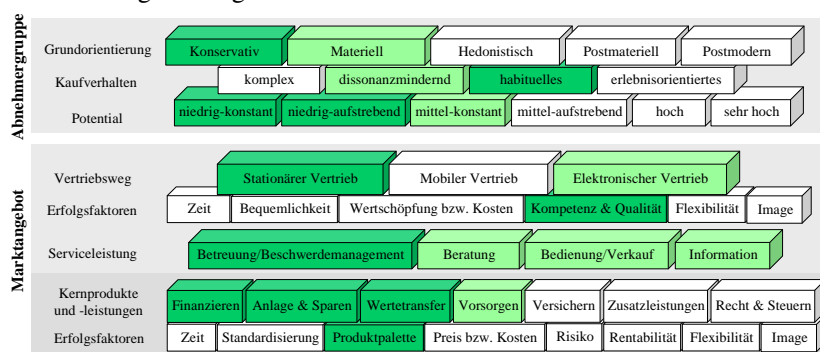 Abnehmergruppe
Grundorientierung Konservativ Materiell Hedonistisch Postmateriell Postmodern
Kaufverhalten komplex dissonanzmindernd habituelles erlebnisorientiertes
Potential niedrig-konstant niedrig-aufstrebend mittel-konstant mittel-aufstrebend hoch sehr hoch
Marktangebot
Vertriebsweg Stationärer Vertrieb Mobiler Vertrieb Elektronischer Vertrieb
Erfolgsfaktoren Zeit Bequemlichkeit Wertschöpfung bzw. Kosten Kompetenz & Qualität Flexibilität Image
Serviceleistung Betreuung/Beschwerdemanagement Beratung Bedienung/Verkauf Information
Kernprodukte
und -leistungen Finanzieren Anlage & Sparen Wertetransfer Vorsorgen Versichern Zusatzleistungen Recht & Steuern
Erfolgsfaktoren Zeit Standardisierung Produktpalette Preis bzw. Kosten Risiko Rentabilität Flexibilität Image